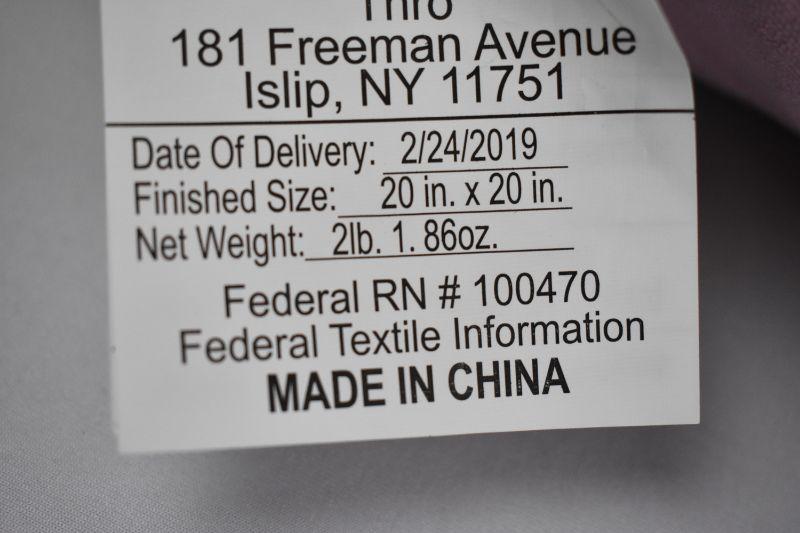 Thro
181 Freeman Avenue
Islip, NY 11751
Date Of Delivery: 2/24/2019
Finished Size: 20 in. x 20 in.
Net Weight: 2lb. 1. 86oz.
Federal RN # 100470
Federal Textile Information
MADE IN CHINA